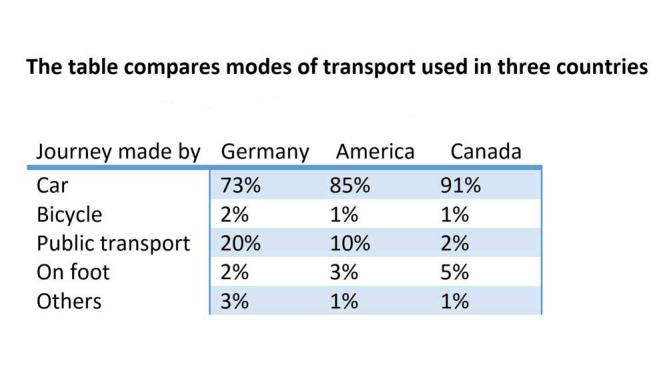 The table compares modes of transport used in three countries
Journey made by Germany America Canada
Car 73% 85% 91%
Bicycle 2% 1% 1%
Public transport 20% 10% 2%
On foot 2% 3% 5%
Others 3% 1% 1%